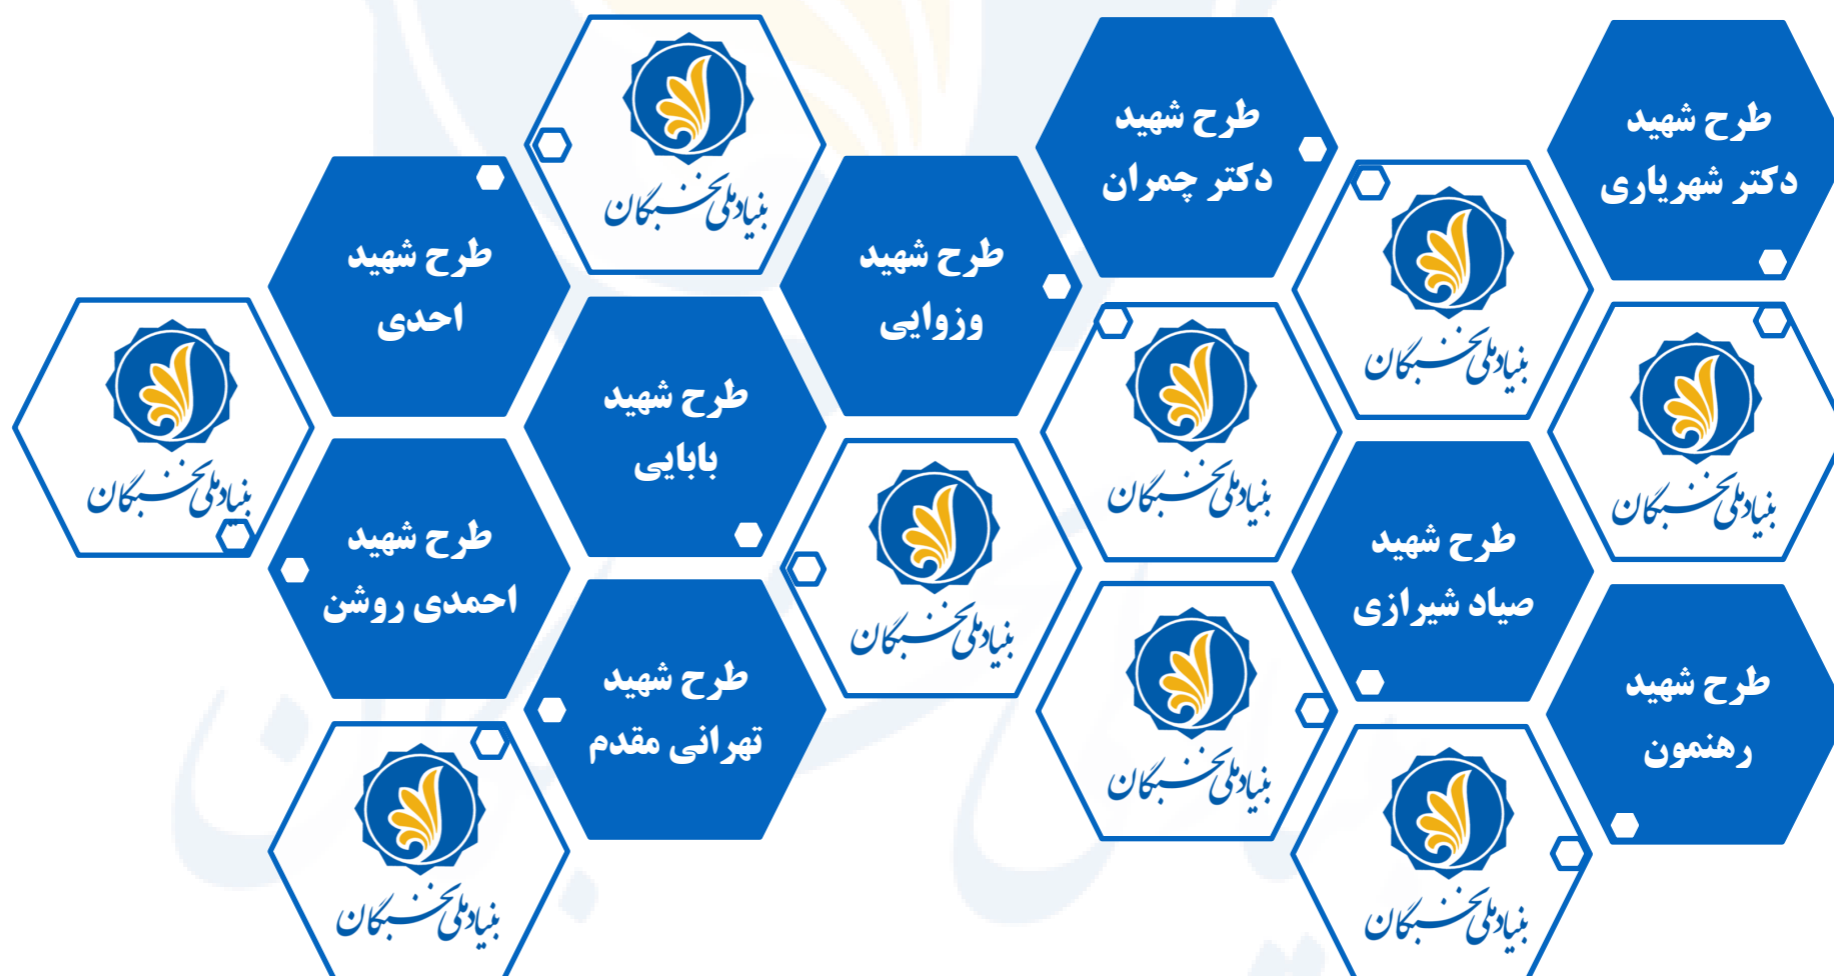 طرح شهید
دکتر شهریاری
طرح شهید
دکتر چمران
بنیاد ملی نخبگان
طرح شهید
وزوایی
طرح شهید
احدی
بنیاد ملی نخبگان
بنیاد ملی نخبگان
بنیاد ملی نخبگان
طرح شهید
بابایی
بنیاد ملی نخبگان
طرح شهید
صیاد شیرازی
بنیاد ملی نخبگان
طرح شهید
احمدی روشن
طرح شهید
رهنمون
بنیاد ملی نخبگان
طرح شهید
تهرانی مقدم
بنیاد ملی نخبگان
بنیاد ملی نخبگان